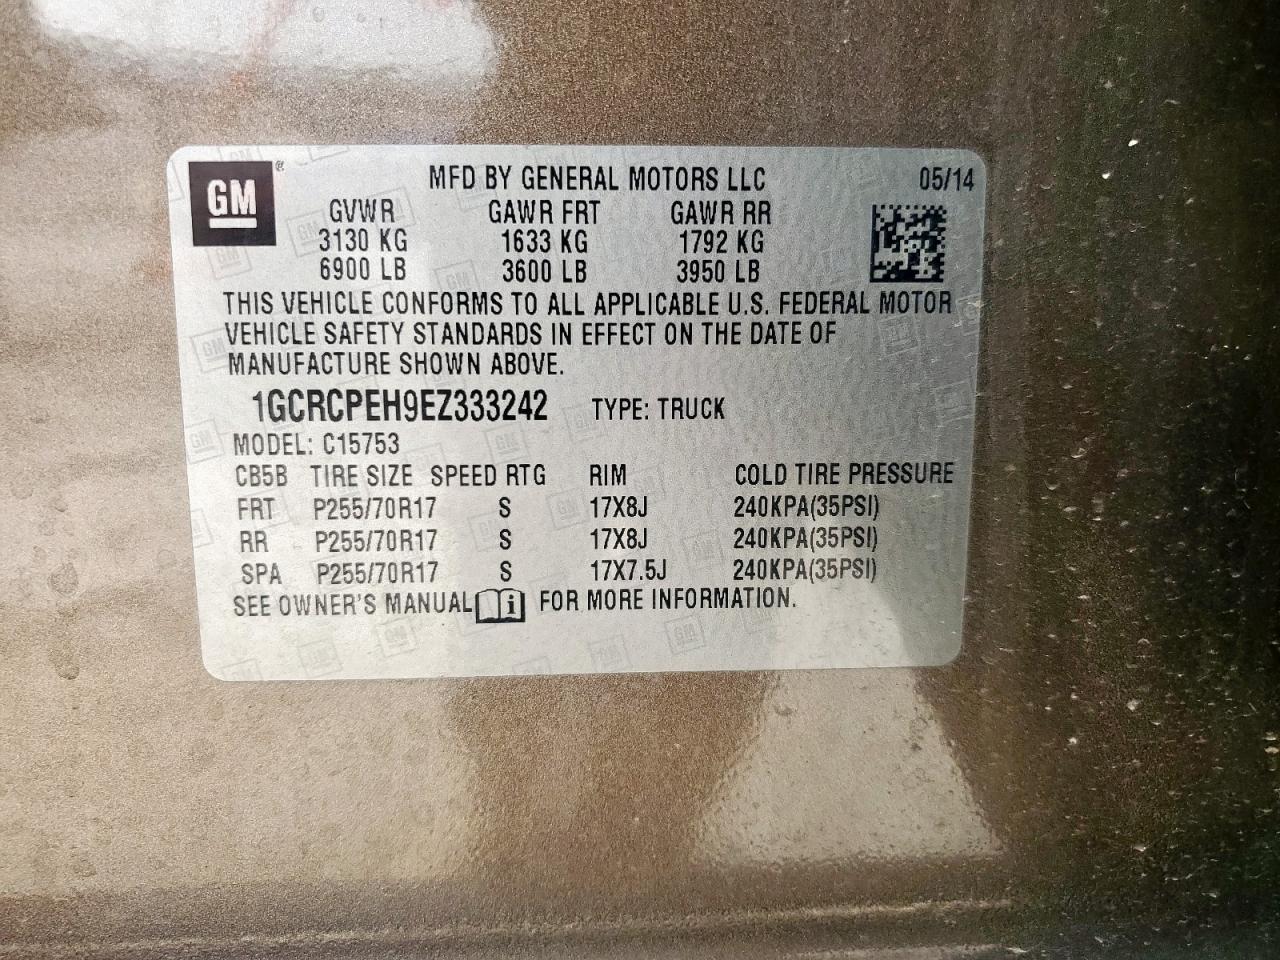 GM ® MFD BY GENERAL MOTORS LLC 05/14
GVWR GAWR FRT GAWR RR
3130 KG 1633 KG 1792 KG
6900 LB 3600 LB 3950 LB
THIS VEHICLE CONFORMS TO ALL APPLICABLE U.S. FEDERAL MOTOR
VEHICLE SAFETY STANDARDS IN EFFECT ON THE DATE OF
MANUFACTURE SHOWN ABOVE.
1GCRCPEH9EZ333242 TYPE: TRUCK
MODEL: C15753
CB5B TIRE SIZE SPEED RTG RIM COLD TIRE PRESSURE
FRT P255/70R17 S 17X8J 240KPA(35PSI)
RR P255/70R17 S 17X8J 240KPA(35PSI)
SPA P255/70R17 S 17X7.5J 240KPA(35PSI)
SEE OWNER'S MANUAL i FOR MORE INFORMATION.